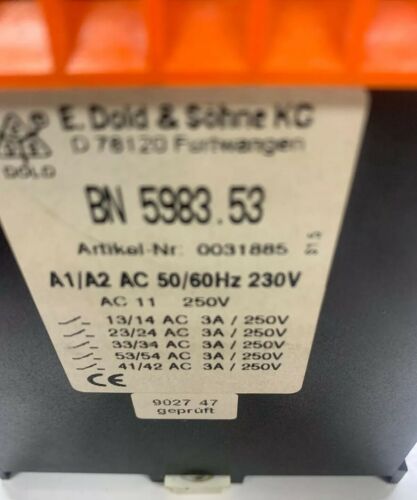 E. Dold & Söhne KG
D 78120 Furtwangen
DOLD
BN 5983.53
Artikel-Nr: 0031885
A1/A2 AC 50/60Hz 230V
AC 11 250V
13/14 AC 3A / 250V
23/24 AC 3A / 250V
33/34 AC 3A / 250V
53/54 AC 3A / 250V
41/42 AC 3A / 250V
CE
9027 47
geprüft